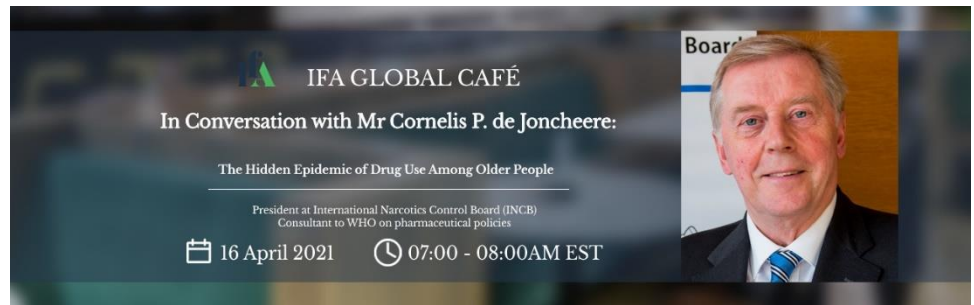 IFA
IFA GLOBAL CAFÉ
In Conversation with Mr Cornelis P. de Joncheere:
The Hidden Epidemic of Drug Use Among Older People
President at International Narcotics Control Board (INCB)
Consultant to WHO on pharmaceutical policies
16 April 2021
07:00 - 08:00AM EST
Boar